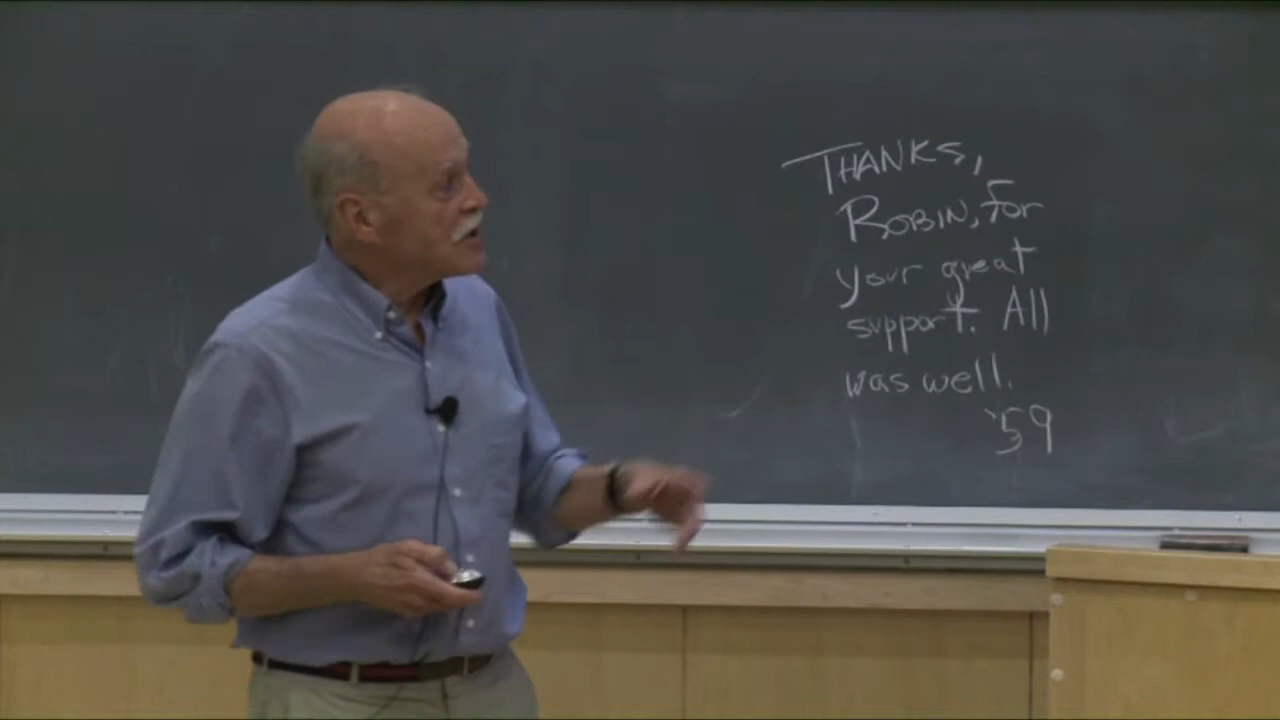 THANKS,
ROBIN, for
your great
support. All
was well.
'59